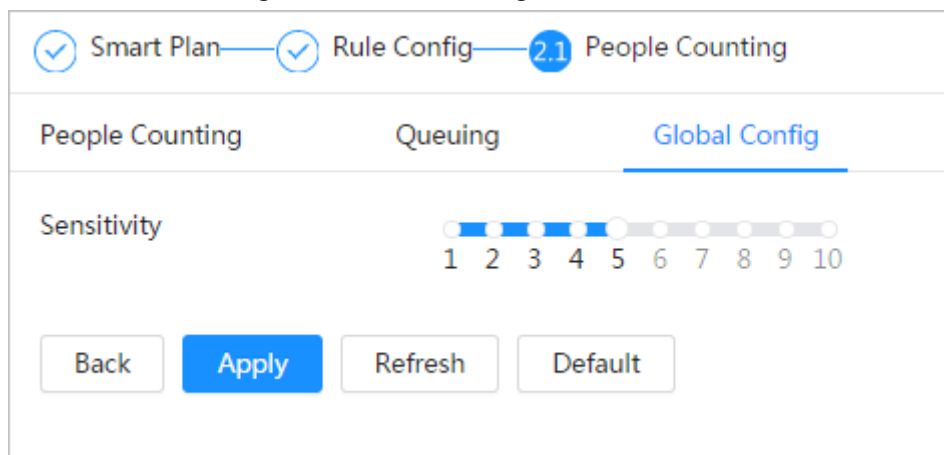 Smart Plan Rule Config 2.1 People Counting
People Counting Queuing Global Config
Sensitivity
1 2 3 4 5 6 7 8 9 10
Back Apply Refresh Default